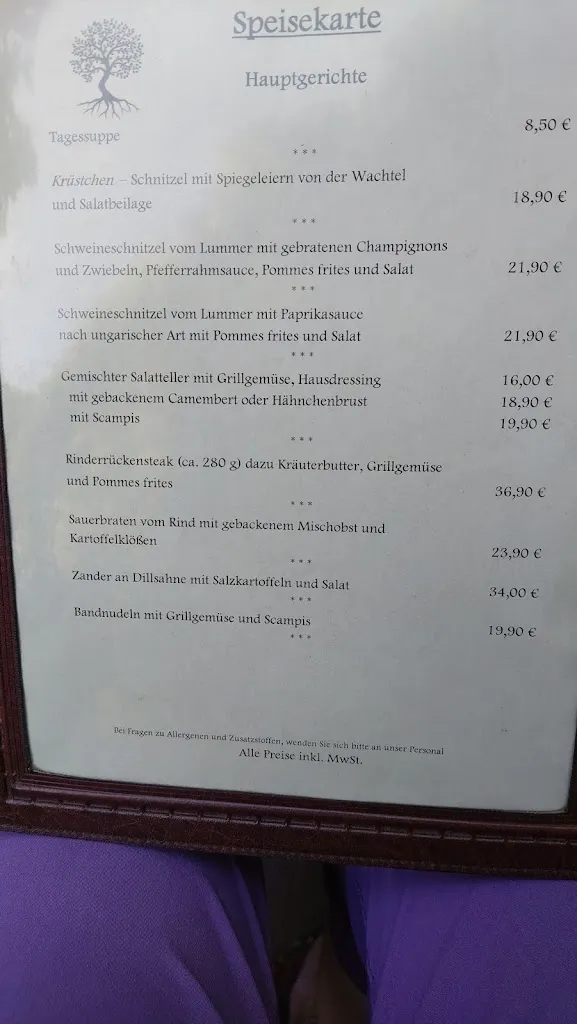 Speisekarte
Hauptgerichte
Tagessuppe 8,50 €
***
Krüstchen – Schnitzel mit Spiegeleiern von der Wachtel
und Salatbeilage 18,90 €
***
Schweineschnitzel vom Lummer mit gebratenen Champignons
und Zwiebeln, Pfefferrahmsauce, Pommes frites und Salat 21,90 €
***
Schweineschnitzel vom Lummer mit Paprikasauce
nach ungarischer Art mit Pommes frites und Salat 21,90 €
***
Gemischter Salatteller mit Grillgemüse, Hausdressing 16,00 €
mit gebackenem Camembert oder Hähnchenbrust 18,90 €
mit Scampis 19,90 €
***
Rinderrückensteak (ca. 280 g) dazu Kräuterbutter, Grillgemüse
und Pommes frites 36,90 €
***
Sauerbraten vom Rind mit gebackenem Mischobst und
Kartoffelklößen 23,90 €
***
Zander an Dillsahne mit Salzkartoffeln und Salat 34,00 €
***
Bandnudeln mit Grillgemüse und Scampis 19,90 €
***
Bei Fragen zu Allergenen und Zusatzstoffen, wenden Sie sich bitte an unser Personal
Alle Preise inkl. MwSt.